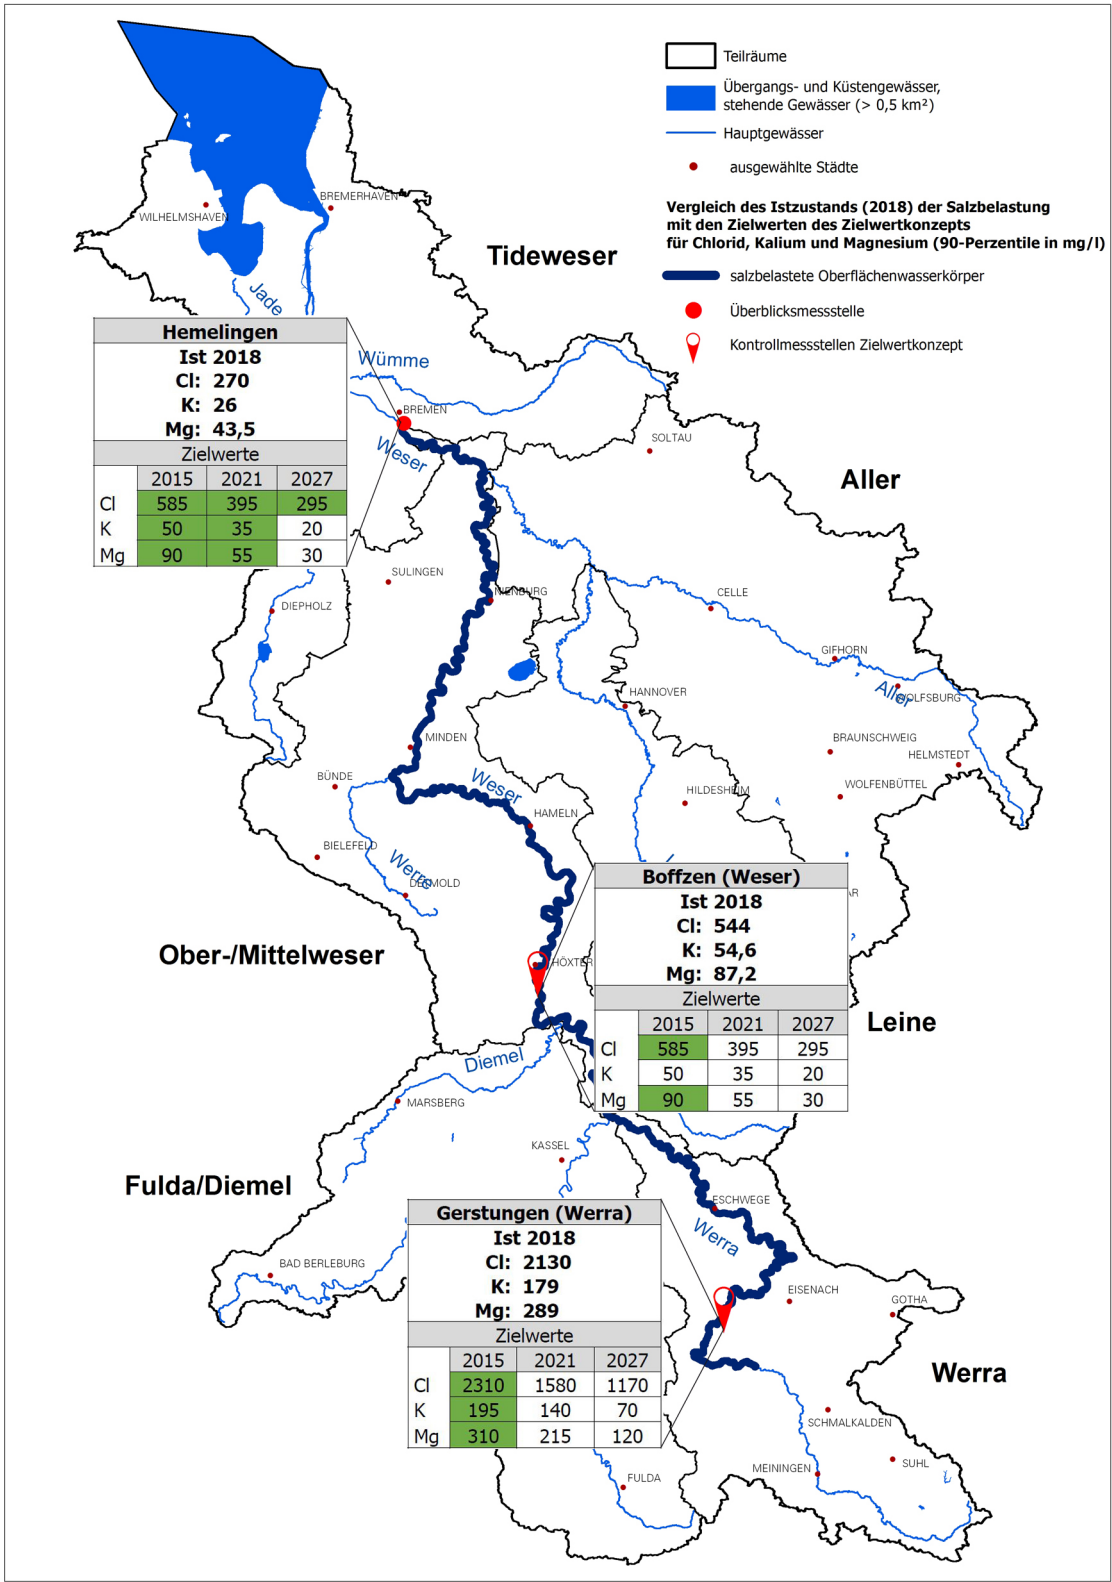 Teilräume
Übergangs- und Küstengewässer,
stehende Gewässer (> 0,5 km²)
Hauptgewässer
ausgewählte Städte
Vergleich des Istzustands (2018) der Salzbelastung
mit den Zielwerten des Zielwertkonzepts
für Chlorid, Kalium und Magnesium (90-Perzentile in mg/l)
salzbelastete Oberflächenwasserkörper
Überblicksmessstelle
Kontrollmessstellen Zielwertkonzept
BREMERHAVEN
WILHELMSHAVEN
Tideweser
Jade
Hemelingen
Ist 2018
Cl: 270
K: 26
Mg: 43,5
Zielwerte
2015 2021 2027
Cl 585 395 295
K 50 35 20
Mg 90 55 30
Wümme
BREMEN
Weser
SOLTAU
Aller
SULINGEN
NIENBURG
DIEPHOLZ
CELLE
GIFHORN
Aller
WOLFSBURG
HANNOVER
BRAUNSCHWEIG
HELMSTEDT
MINDEN
BÜNDE
Weser
HILDESHEIM
WOLFENBÜTTEL
HAMELN
BIELEFELD
Werre
DETMOLD
Boffzen (Weser)
Ist 2018
Cl: 544
K: 54,6
Mg: 87,2
Zielwerte
2015 2021 2027
Cl 585 395 295
K 50 35 20
Mg 90 55 30
AR
Ober-/Mittelweser
HÖXTER
Leine
Diemel
MARSBERG
KASSEL
Fulda/Diemel
ESCHWEGE
Werra
Gerstungen (Werra)
Ist 2018
Cl: 2130
K: 179
Mg: 289
Zielwerte
2015 2021 2027
Cl 2310 1580 1170
K 195 140 70
Mg 310 215 120
BAD BERLEBURG
EISENACH
GOTHA
Werra
SCHMALKALDEN
SUHL
MEININGEN
FULDA